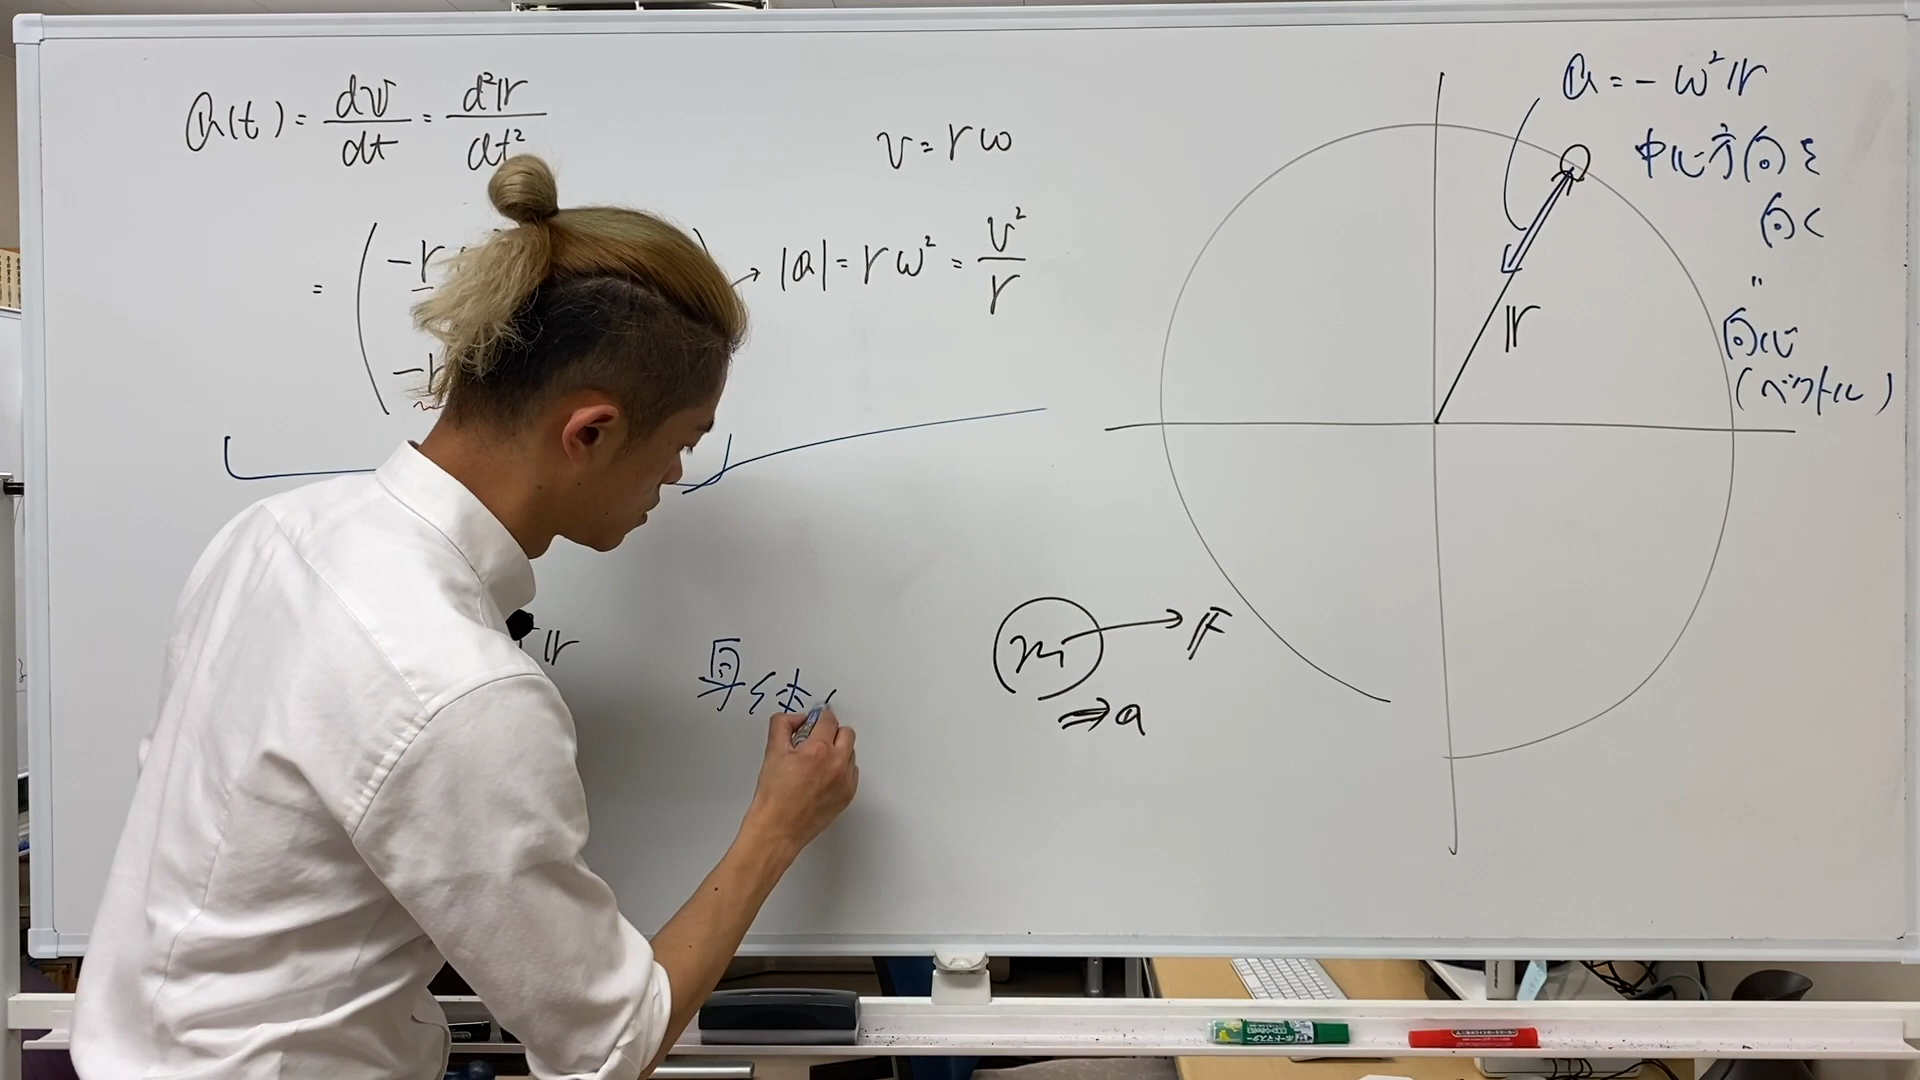 a(t) = dv/dt = d²r/dt²
v = rω
= ( -r
-r
→ |a| = rω² = v²/r
a = -ω²r
中心方向を
向く
〃
向心
(ベクトル)
r
r
m → F
⇒ a